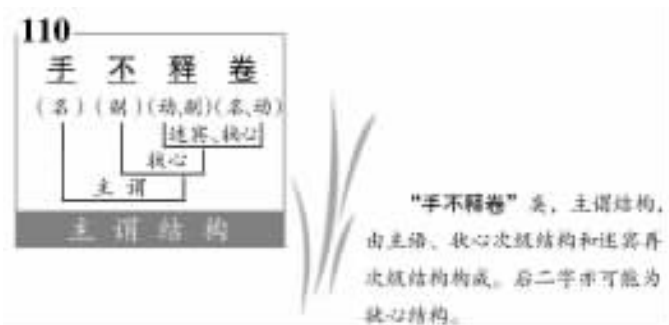 110
手 不 释 卷
(名) (副) (动,副)(名、动)
述宾、状心
状心
主 谓
主 谓 结 构
“手不释卷”类，主谓结构，
由主语、状心次级结构和述宾再
次级结构构成。后二字亦可能为
状心结构。